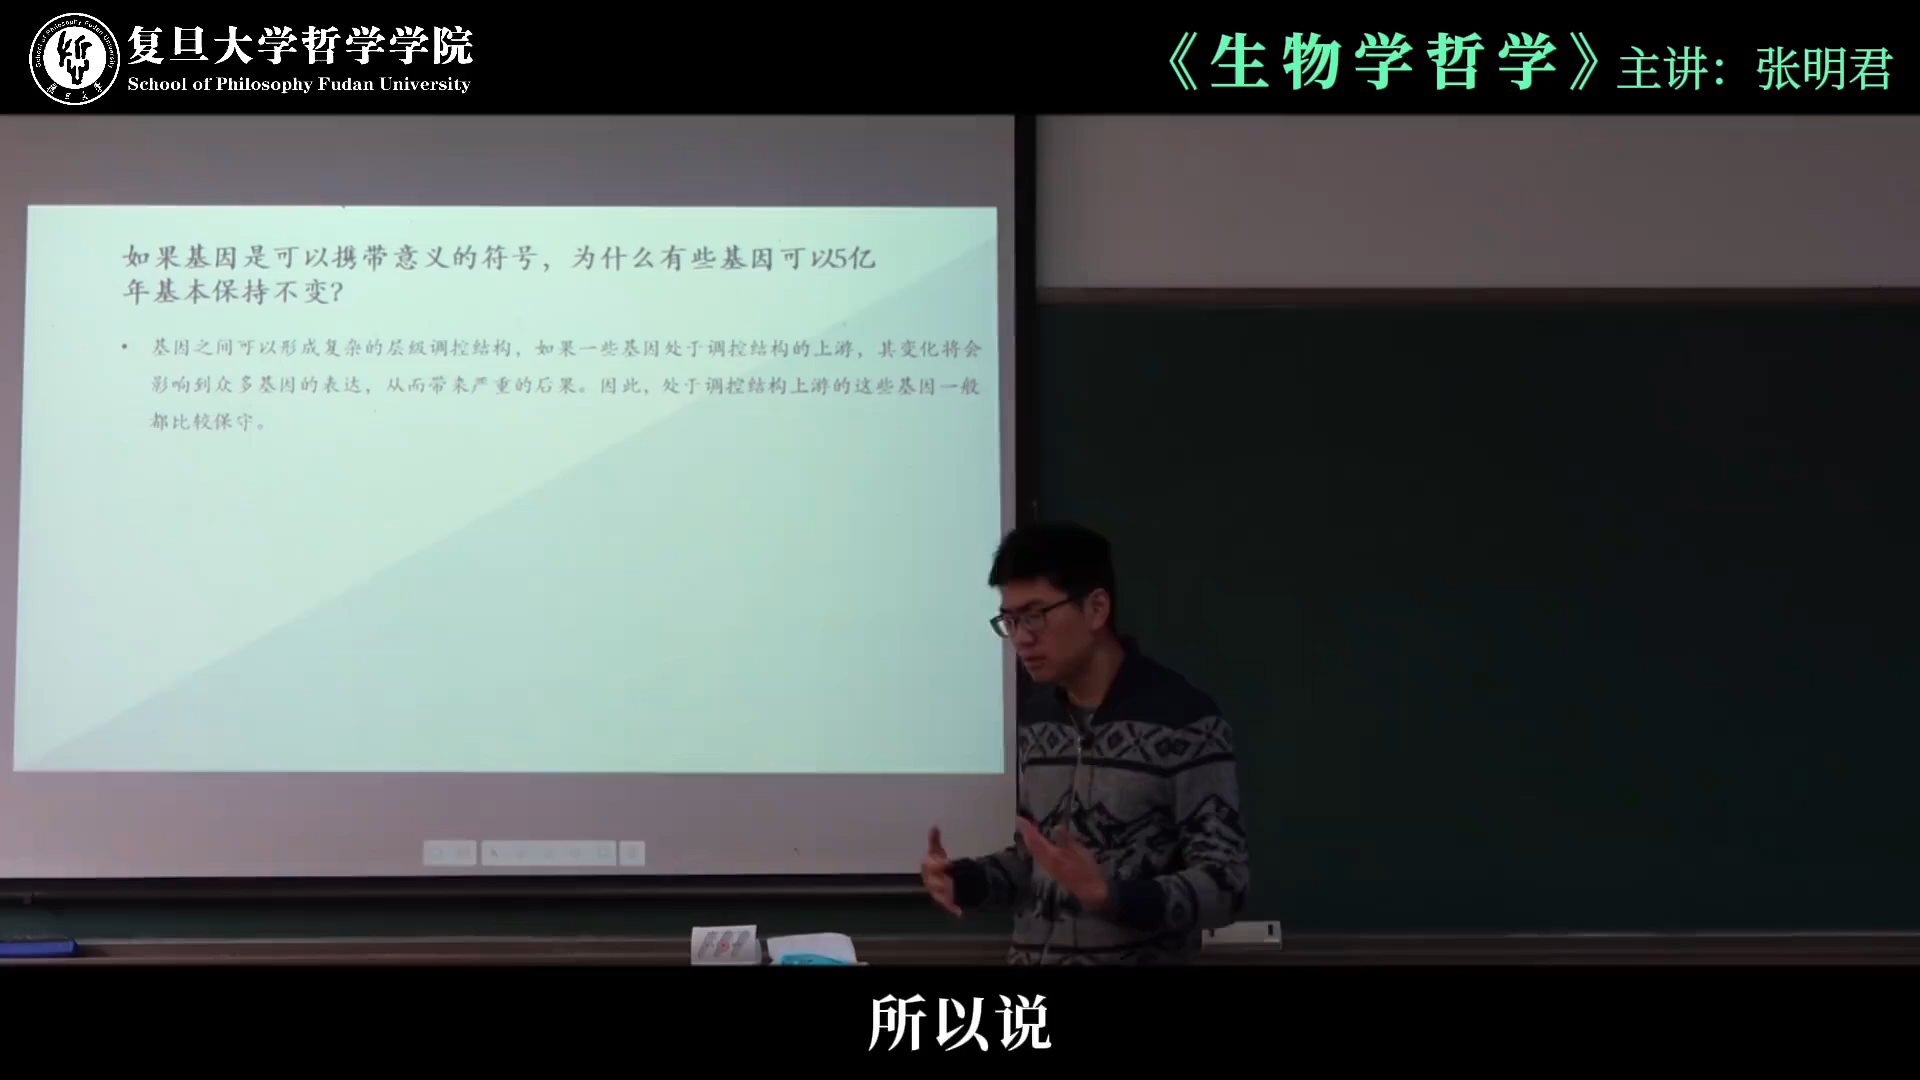 复旦大学哲学学院
School of Philosophy Fudan University
《生物学哲学》主讲：张明君
如果基因是可以携带意义的符号，为什么有些基因可以5亿
年基本保持不变？
• 基因之间可以形成复杂的层级调控结构，如果一些基因处于调控结构的上游，其变化将会
影响到众多基因的表达，从而带来严重的后果。因此，处于调控结构上游的这些基因一般
都比较保守。
所以说